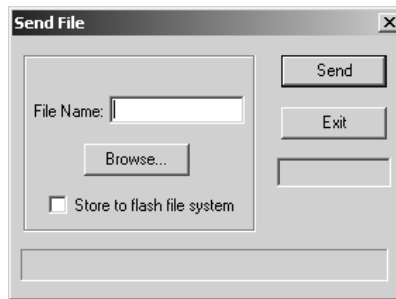 Send File
Send
File Name:
Exit
Browse...
Store to flash file system